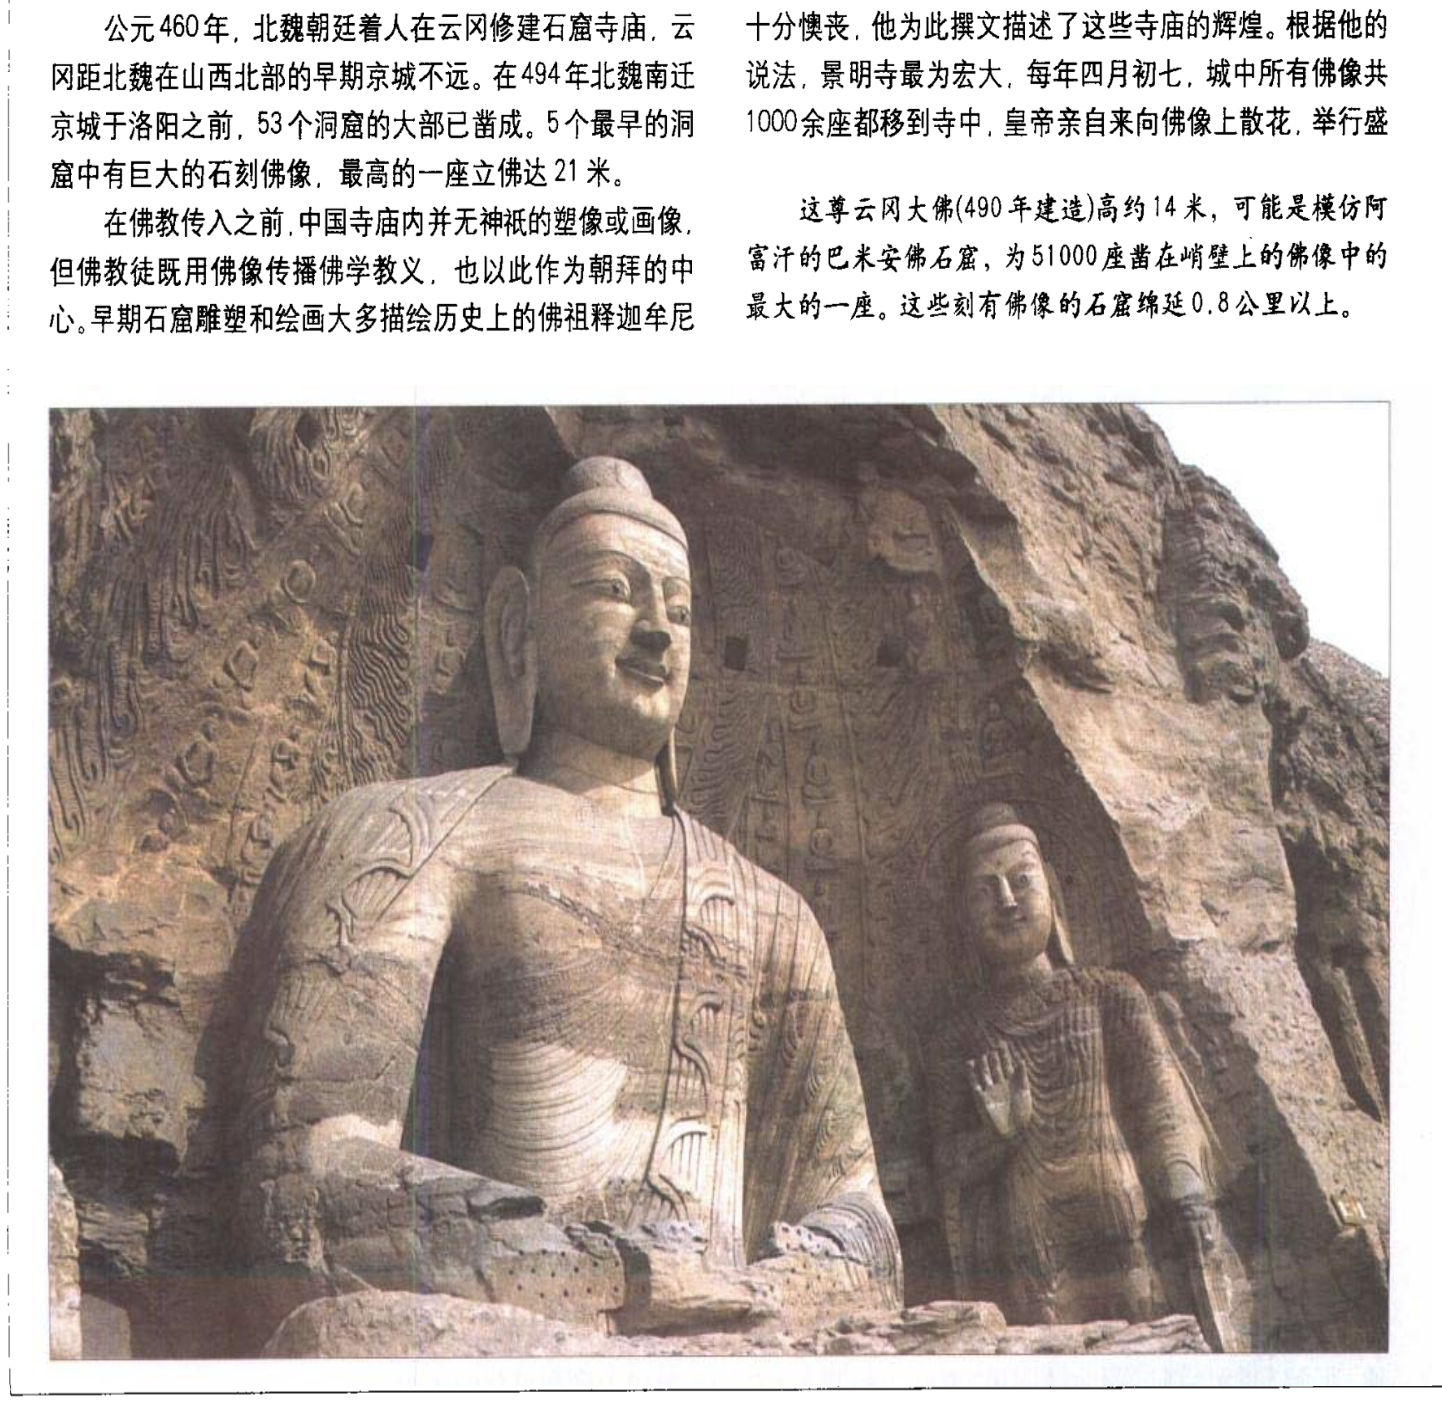 公元460年，北魏朝廷着人在云冈修建石窟寺庙，云
冈距北魏在山西北部的早期京城不远。在494年北魏南迁
京城于洛阳之前，53个洞窟的大部已凿成。5个最早的洞
窟中有巨大的石刻佛像，最高的一座立佛达21米。
在佛教传入之前，中国寺庙内并无神祇的塑像或画像，
但佛教徒既用佛像传播佛学教义，也以此作为朝拜的中
心。早期石窟雕塑和绘画大多描绘历史上的佛祖释迦牟尼
十分懊丧，他为此撰文描述了这些寺庙的辉煌。根据他的
说法，景明寺最为宏大，每年四月初七，城中所有佛像共
1000余座都移到寺中，皇帝亲自来向佛像上散花，举行盛
这尊云冈大佛(490年建造)高约14米，可能是模仿阿
富汗的巴米安佛石窟，为51000座凿在峭壁上的佛像中的
最大的一座。这些刻有佛像的石窟绵延0.8公里以上。